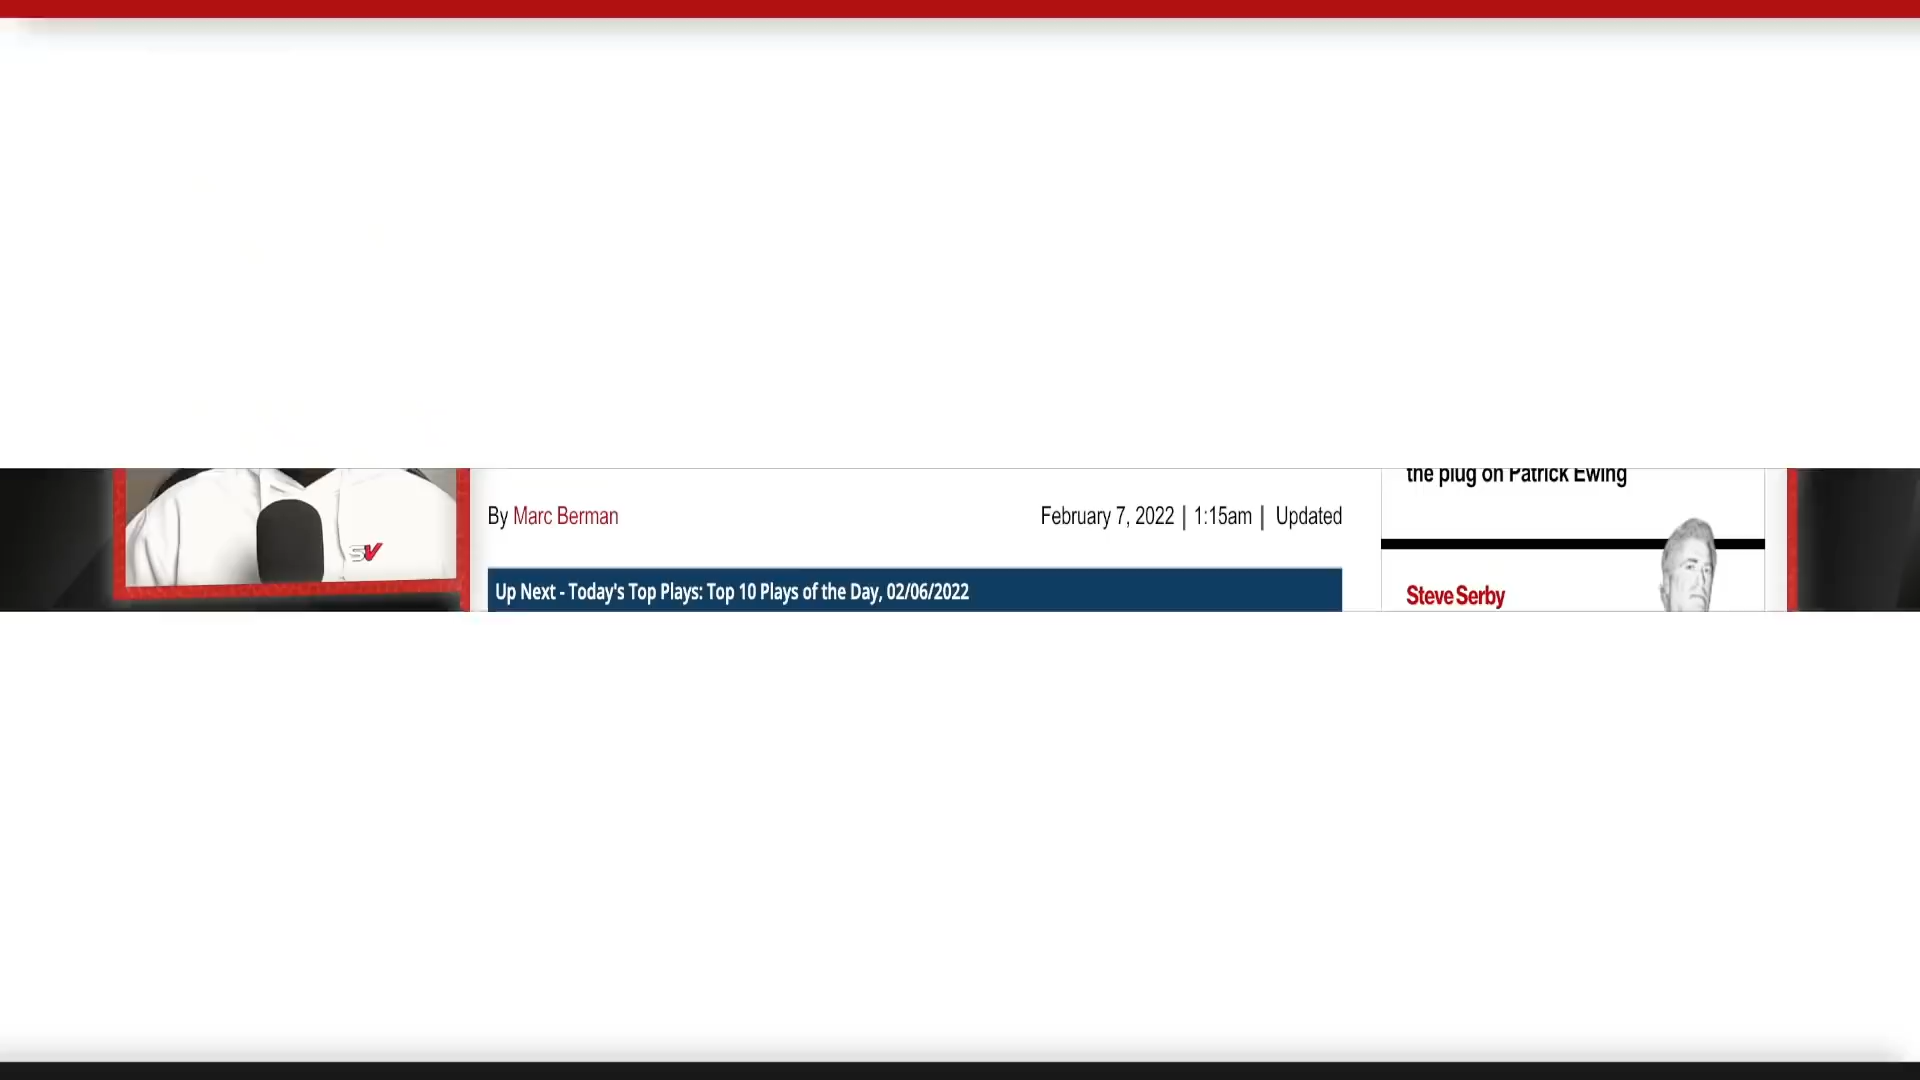 the plug on Patrick Ewing
By Marc Berman
February 7, 2022 | 1:15am | Updated
SV
Up Next - Today's Top Plays: Top 10 Plays of the Day, 02/06/2022
Steve Serby